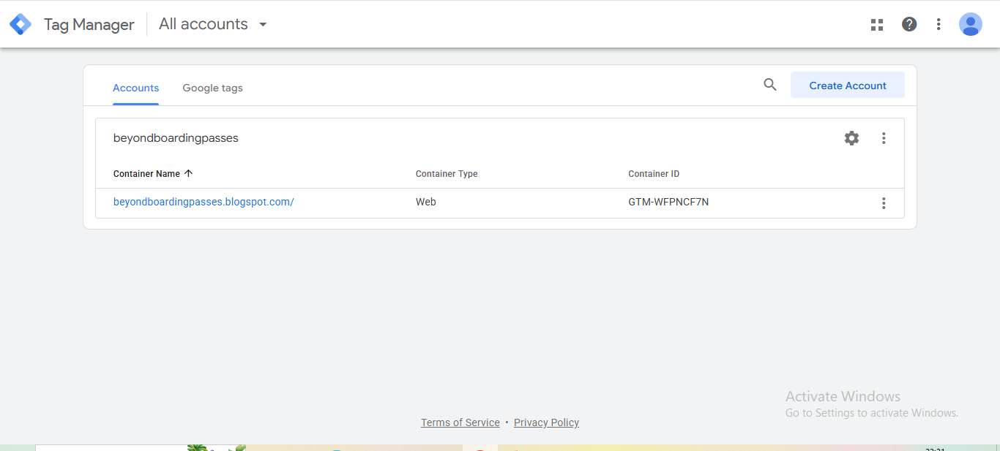 Tag Manager All accounts
Accounts Google tags Create Account
beyondboardingpasses
Container Name Container Type Container ID
beyondboardingpasses.blogspot.com/ Web GTM-WFPNCF7N
Activate Windows
Go to Settings to activate Windows.
Terms of Service • Privacy Policy